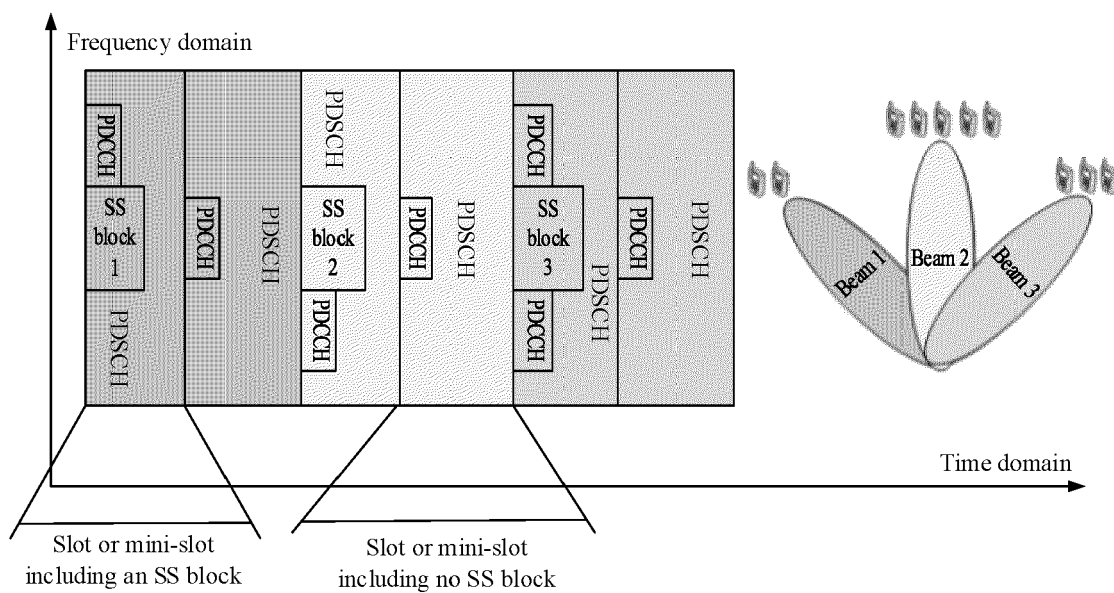 Frequency domain
PDCCH
SS
block
1
PDSCH
PDCCH
PDSCH
PDSCH
SS
block
2
PDCCH
PDCCH
PDSCH
PDCCH
SS
block
3
PDCCH
PDSCH
PDCCH
PDSCH
Beam 1
Beam 2
Beam 3
Time domain
Slot or mini-slot
including an SS block
Slot or mini-slot
including no SS block